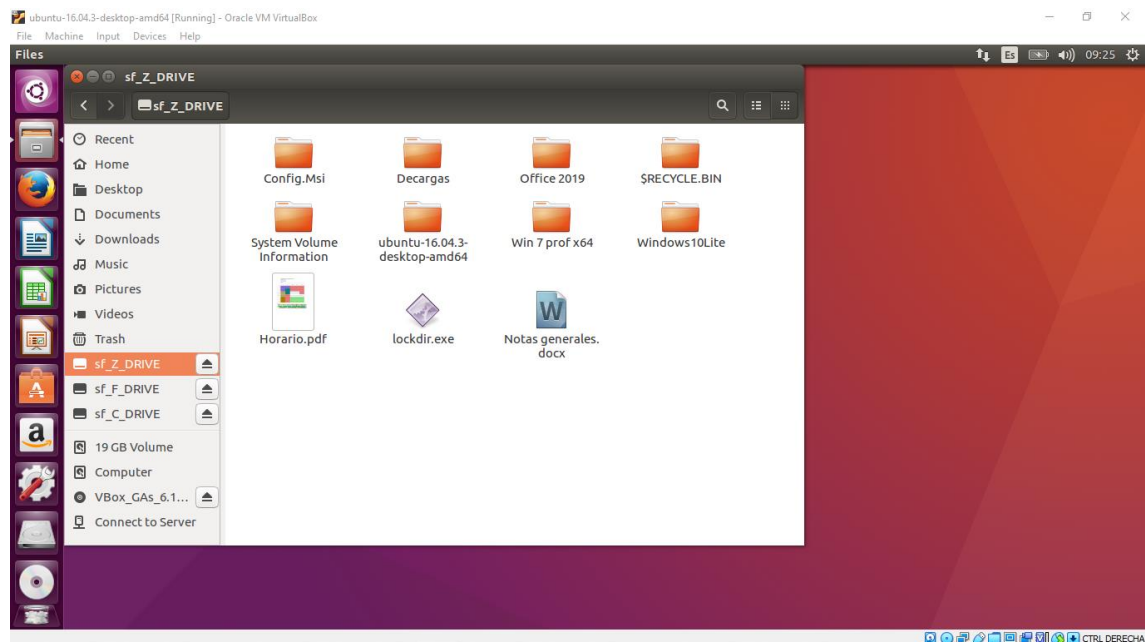 ubuntu-16.04.3-desktop-amd64 [Running] - Oracle VM VirtualBox
File Machine Input Devices Help
Files
Es
09:25
sf_Z_DRIVE
sf_Z_DRIVE
Recent
Home
Desktop
Documents
Downloads
Music
Pictures
Videos
Trash
sf_Z_DRIVE
sf_F_DRIVE
sf_C_DRIVE
19 GB Volume
Computer
VBox_GAs_6.1...
Connect to Server
Config.Msi
Decargas
Office 2019
$RECYCLE.BIN
System Volume
Information
ubuntu-16.04.3-
desktop-amd64
Win 7 prof x64
Windows10Lite
Horario.pdf
lockdir.exe
W
Notas generales.
docx
a
CTRL DERECHA